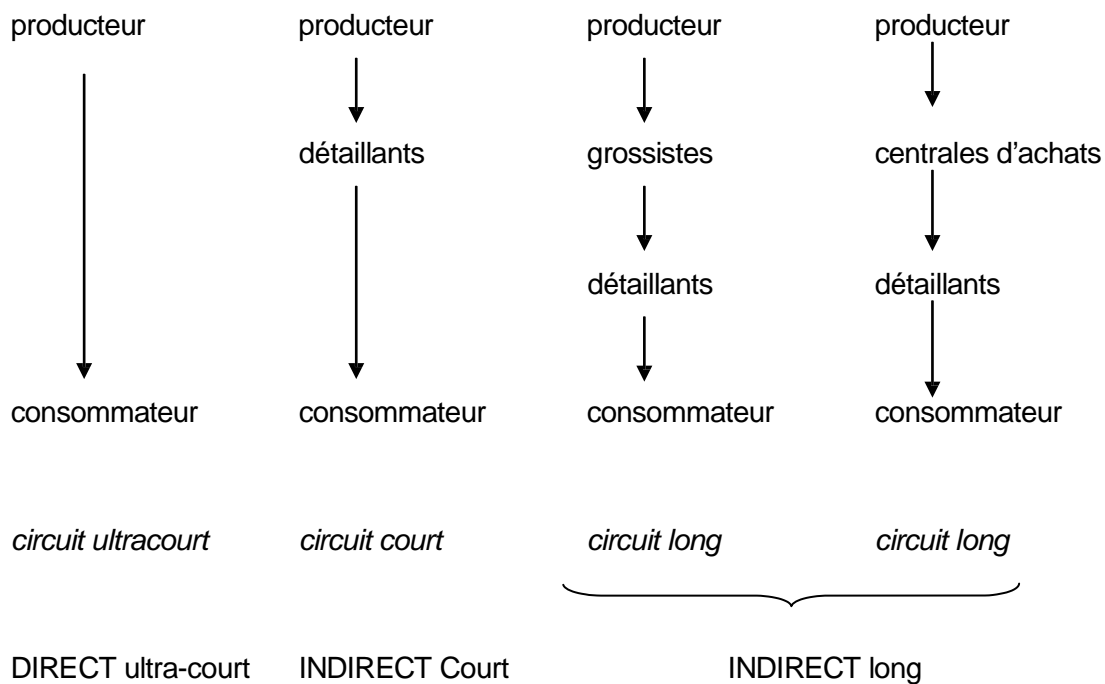 producteur producteur producteur producteur
détaillants grossistes centrales d'achats
détaillants détaillants
consommateur consommateur consommateur consommateur
circuit ultracourt circuit court circuit long circuit long
DIRECT ultra-court INDIRECT Court INDIRECT long